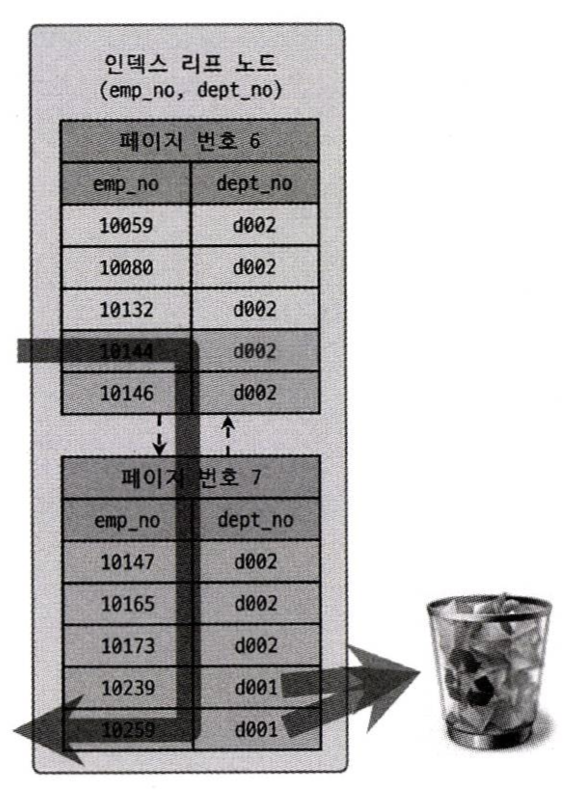 인덱스 리프 노드
(emp_no, dept_no)
페이지 번호 6
emp_no dept_no
10059 d002
10080 d002
10132 d002
10144 d002
10146 d002
페이지 번호 7
emp_no dept_no
10147 d002
10165 d002
10173 d002
10239 d001
10259 d001